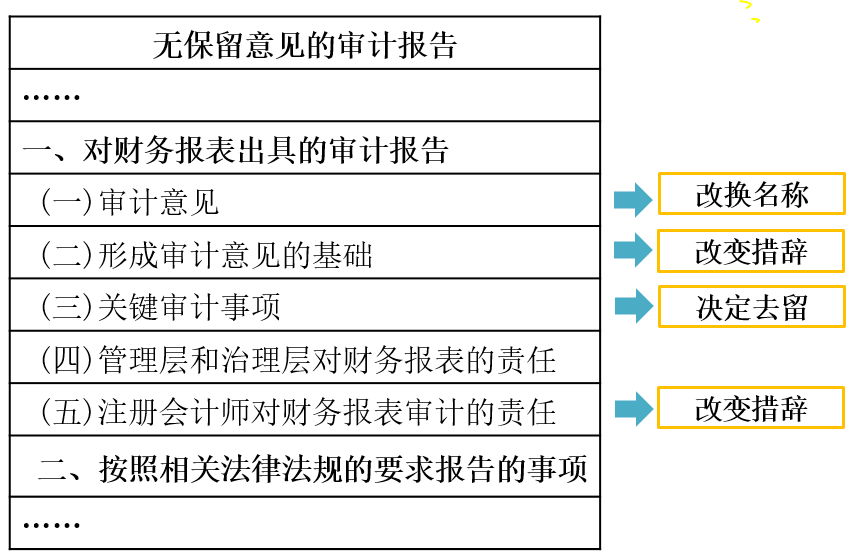 无保留意见的审计报告
……
一、对财务报表出具的审计报告
(一)审计意见
改换名称
(二)形成审计意见的基础
改变措辞
(三)关键审计事项
决定去留
(四)管理层和治理层对财务报表的责任
(五)注册会计师对财务报表审计的责任
改变措辞
二、按照相关法律法规的要求报告的事项
……